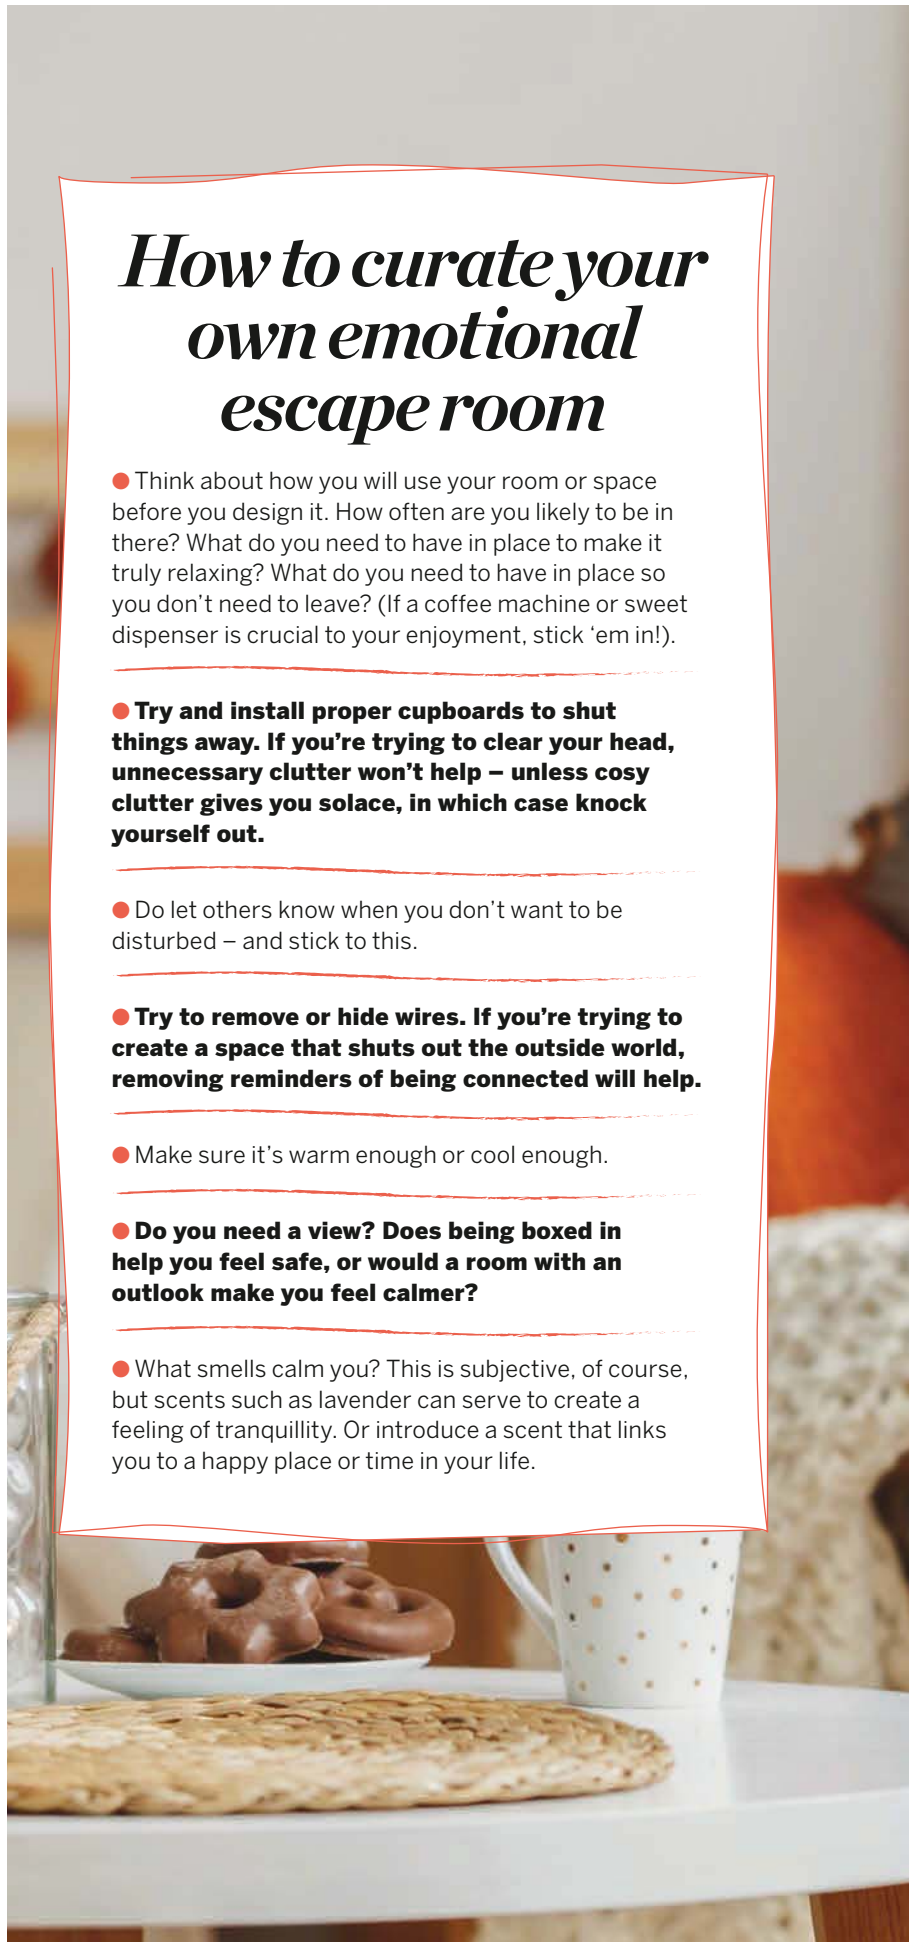 How to curate your
own emotional
escape room
● Think about how you will use your room or space
before you design it. How often are you likely to be in
there? What do you need to have in place to make it
truly relaxing? What do you need to have in place so
you don’t need to leave? (If a coffee machine or sweet
dispenser is crucial to your enjoyment, stick ‘em in!).
● Try and install proper cupboards to shut
things away. If you’re trying to clear your head,
unnecessary clutter won’t help – unless cosy
clutter gives you solace, in which case knock
yourself out.
● Do let others know when you don’t want to be
disturbed – and stick to this.
● Try to remove or hide wires. If you’re trying to
create a space that shuts out the outside world,
removing reminders of being connected will help.
● Make sure it’s warm enough or cool enough.
● Do you need a view? Does being boxed in
help you feel safe, or would a room with an
outlook make you feel calmer?
● What smells calm you? This is subjective, of course,
but scents such as lavender can serve to create a
feeling of tranquillity. Or introduce a scent that links
you to a happy place or time in your life.